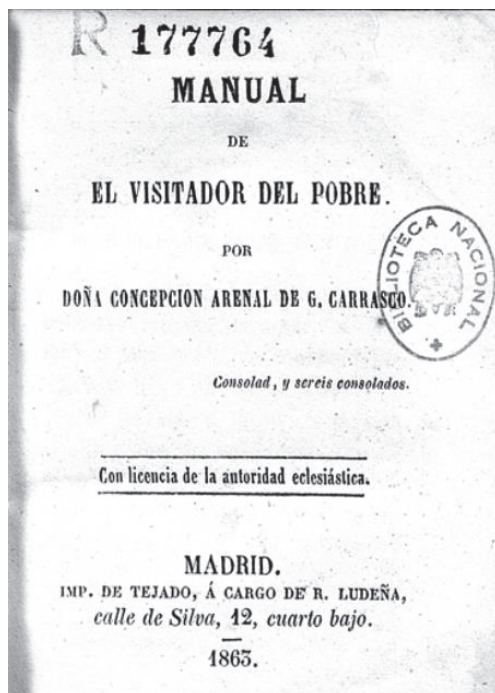 R 177764
MANUAL
DE
EL VISITADOR DEL POBRE.
POR
DOÑA CONCEPCION ARENAL DE G. CARRASCO.
BIBLIOTECA NACIONAL
Consolad, y sereis consolados.
Con licencia de la autoridad eclesiástica.
MADRID.
IMP. DE TEJADO, Á CARGO DE R. LUDEÑA,
calle de Silva, 12, cuarto bajo.
1863.